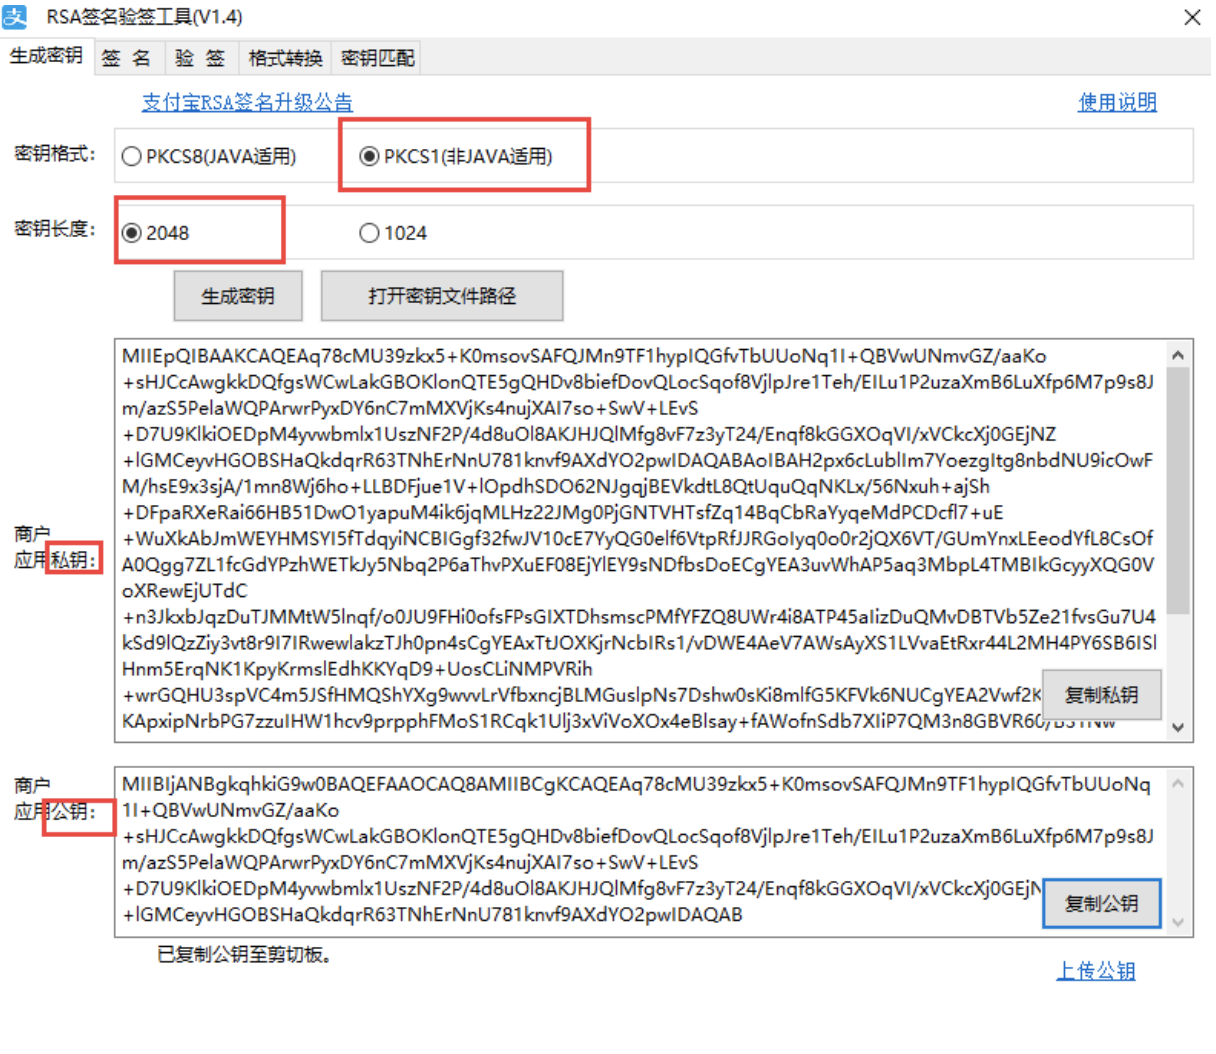 RSA签名验签工具(V1.4)
生成密钥 签 名 验 签 格式转换 密钥匹配
支付宝RSA签名升级公告 使用说明
密钥格式: PKCS8(JAVA适用) PKCS1(非JAVA适用)
密钥长度: 2048 1024
生成密钥 打开密钥文件路径
商户
应用私钥:
MIIEpQIBAAKCAQEAq78cMU39zkx5+K0msovSAFQJMn9TF1hypIQGfvTbUUoNq1I+QBVwUNmvGZ/aaKo
+sHJCcAwgkkDQfgsWCwLakGBOKlonQTE5gQHDv8biefDovQLocSqof8VjlpJre1Teh/EILu1P2uzaXmB6LuXfp6M7p9s8J
m/azS5PelaWQPArwrPyxDY6nC7mMXVjKs4nujXAI7so+SwV+LEvS
+D7U9KlkiOEDpM4yvwbmlx1UszNF2P/4d8uOl8AKJHJQlMfg8vF7z3yT24/Enqf8kGGXOqVI/xVCkcXj0GEjNZ
+lGMCeyvHGOBSHaQkdqrR63TNhErNnU781knvf9AXdYO2pwIDAQABAoIBAH2px6cLublIm7YoezgItg8nbdNU9icOwF
M/hsE9x3sjA/1mn8Wj6ho+LLBDFjue1V+lOpdhSDO62NJgqjBEVkdtL8QtUquQqNKLx/56Nxuh+ajSh
+DFpaRXeRai66HB51DwO1yapuM4ik6jqMLHz22JMg0PjGNTVHTsfZq14BqCbRaYyqeMdPCDcfl7+uE
+WuXkAbJmWEYHMSYI5fTdqyiNCBIGgf32fwJV10cE7YyQG0elf6VtpRfJJRGoIyq0o0r2jQX6VT/GUmYnxLEeodYfL8CsOf
A0Qgg7ZL1fcGdYPzhWETkJy5Nbq2P6aThvPXuEF08EjYlEY9sNDfbsDoECgYEA3uvWhAP5aq3MbpL4TMBIkGcyyXQG0V
oXRewEjUTdC
+n3JkxbJqzDuTJMMtW5lnqf/o0JU9FHi0ofsFPsGIXTDhsmscPMfYFZQ8UWr4i8ATP45aIizDuQMvDBTVb5Ze21fvsGu7U4
kSd9lQzZiy3vt8r9I7IRwewlakzTJh0pn4sCgYEAxTtJOXKjrNcbIRs1/vDWE4AeV7AWsAyXS1LVvaEtRxr44L2MH4PY6SB6ISl
Hnm5ErqNK1KpyKrmslEdhKKYqD9+UosCLiNMPVRih
+wrGQHU3spVC4m5JSfHMQShYXg9wvvLrVfbxncjBLMGuslpNs7Dshw0sKi8mlfG5KFVk6NUCgYEA2Vwf2K
KApxipNrbPG7zzuIHW1hcv9prpphFMoS1RCqk1Ulj3xViVoXOx4eBlsay+fAWofnSdb7XIiP7QM3n8GBVR60/
复制私钥
商户
应用公钥:
MIIBIjANBgkqhkiG9w0BAQEFAAOCAQ8AMIIBCgKCAQEAq78cMU39zkx5+K0msovSAFQJMn9TF1hypIQGfvTbUUoNq
1I+QBVwUNmvGZ/aaKo
+sHJCcAwgkkDQfgsWCwLakGBOKlonQTE5gQHDv8biefDovQLocSqof8VjlpJre1Teh/EILu1P2uzaXmB6LuXfp6M7p9s8J
m/azS5PelaWQPArwrPyxDY6nC7mMXVjKs4nujXAI7so+SwV+LEvS
+D7U9KlkiOEDpM4yvwbmlx1UszNF2P/4d8uOl8AKJHJQlMfg8vF7z3yT24/Enqf8kGGXOqVI/xVCkcXj0GEjN
+lGMCeyvHGOBSHaQkdqrR63TNhErNnU781knvf9AXdYO2pwIDAQAB
复制公钥
已复制公钥至剪切板。
上传公钥